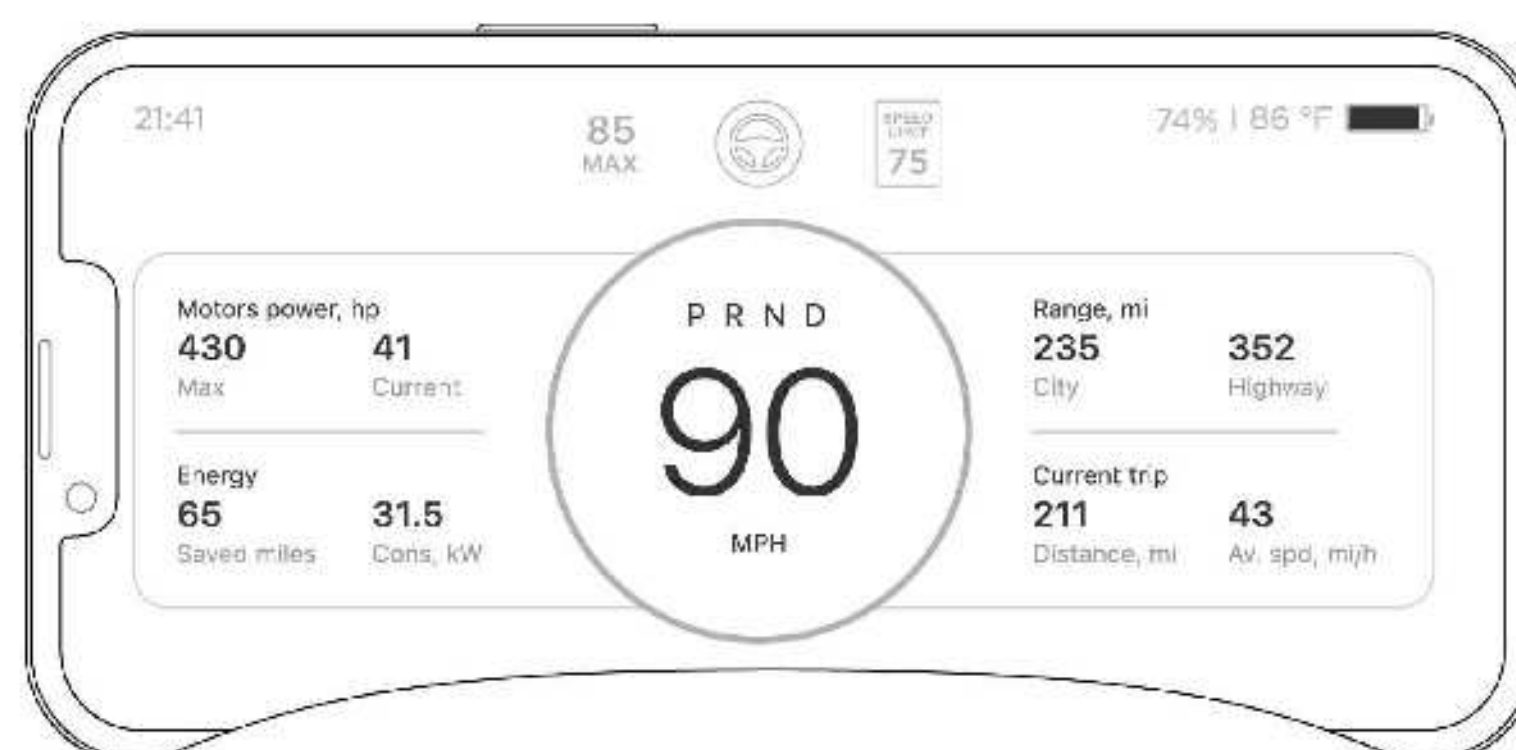 21:41
85
MAX
SPEED
LIMIT
75
74% | 86 °F
Motors power, hp
430 41
Max Current
Energy
65 31.5
Saved miles Cons, kW
P R N D
90
MPH
Range, mi
235 352
City Highway
Current trip
211 43
Distance, mi Av. spd, mi/h